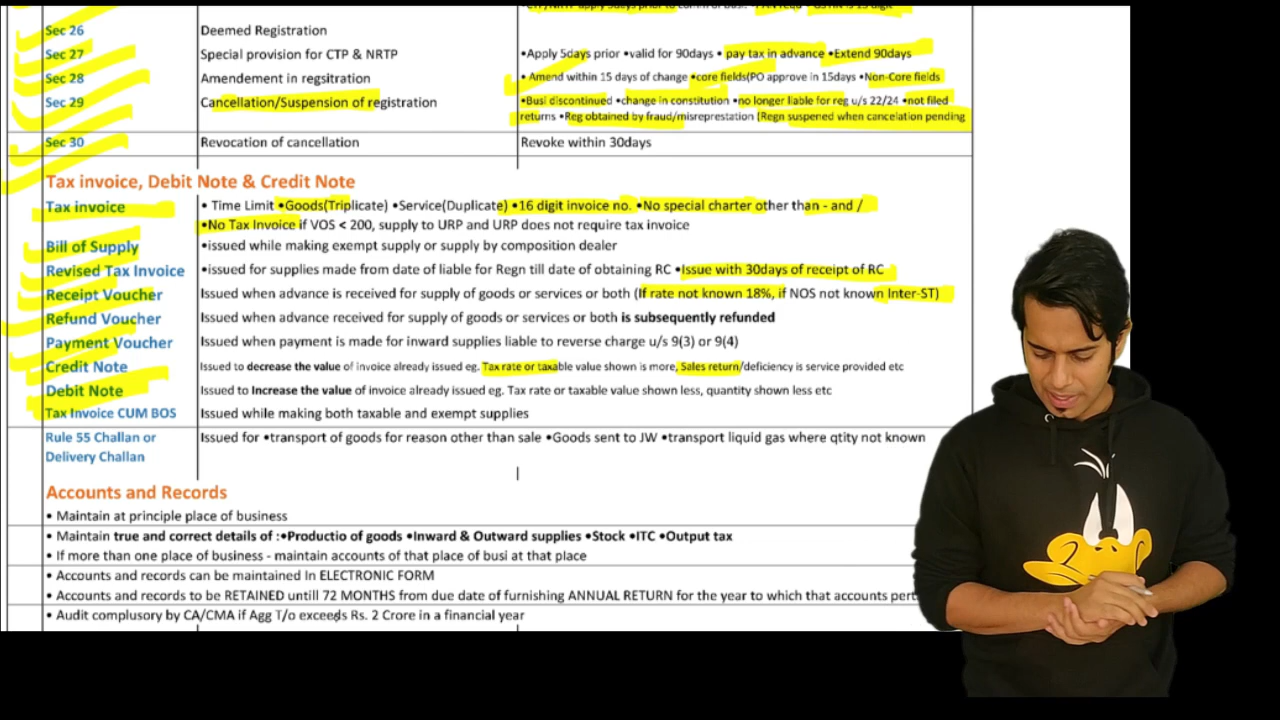 Sec 26 Deemed Registration
Sec 27 Special provision for CTP & NRTP •Apply 5days prior •valid for 90days • pay tax in advance •Extend 90days
Sec 28 Amendement in regsitration • Amend within 15 days of change •core fields(PO approve in 15days •Non-Core fields
Sec 29 Cancellation/Suspension of registration •Busi discontinued •change in constitution •no longer liable for reg u/s 22/24 •not filed
returns •Reg obtained by fraud/misreprestation (Regn suspended when cancelation pending
Sec 30 Revocation of cancellation Revoke within 30days
Tax invoice, Debit Note & Credit Note
Tax invoice • Time Limit •Goods(Triplicate) •Service(Duplicate) •16 digit invoice no. •No special charter other than - and /
•No Tax Invoice if VOS < 200, supply to URP and URP does not require tax invoice
Bill of Supply •issued while making exempt supply or supply by composition dealer
Revised Tax Invoice •issued for supplies made from date of liable for Regn till date of obtaining RC •Issue with 30days of receipt of RC
Receipt Voucher Issued when advance is received for supply of goods or services or both (If rate not known 18%, if NOS not known Inter-ST)
Refund Voucher Issued when advance received for supply of goods or services or both is subsequently refunded
Payment Voucher Issued when payment is made for inward supplies liable to reverse charge u/s 9(3) or 9(4)
Credit Note Issued to decrease the value of invoice already issued eg. Tax rate or taxable value shown is more, Sales return/deficiency is service provided etc
Debit Note Issued to Increase the value of invoice already issued eg. Tax rate or taxable value shown less, quantity shown less etc
Tax Invoice CUM BOS Issued while making both taxable and exempt supplies
Rule 55 Challan or Issued for •transport of goods for reason other than sale •Goods sent to JW •transport liquid gas where qtity not known
Delivery Challan
Accounts and Records
• Maintain at principle place of business
• Maintain true and correct details of :•Productio of goods •Inward & Outward supplies •Stock •ITC •Output tax
• If more than one place of business - maintain accounts of that place of busi at that place
• Accounts and records can be maintained In ELECTRONIC FORM
• Accounts and records to be RETAINED untill 72 MONTHS from due date of furnishing ANNUAL RETURN for the year to which that accounts pert
• Audit complusory by CA/CMA if Agg T/o exceeds Rs. 2 Crore in a financial year